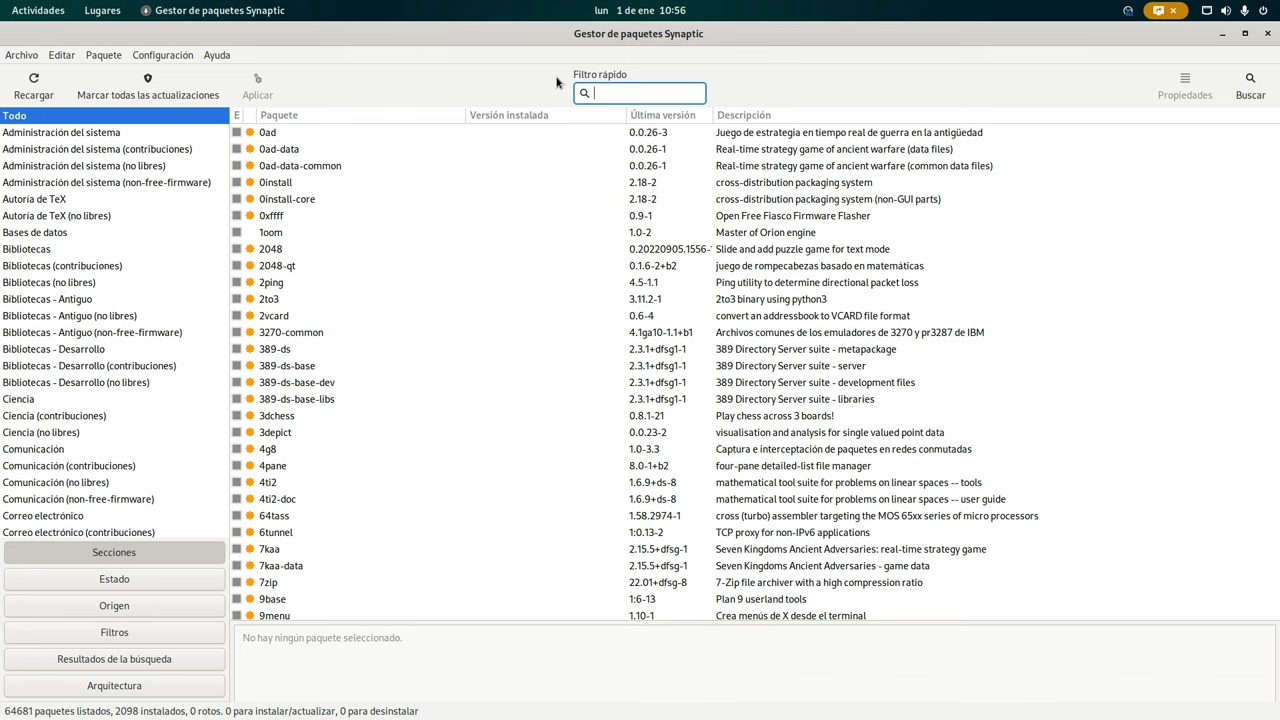 Actividades Lugares Gestor de paquetes Synaptic lun 1 de ene 10:56
Gestor de paquetes Synaptic
Archivo Editar Paquete Configuración Ayuda
Filtro rápido
Recargar Marcar todas las actualizaciones Aplicar Propiedades Buscar
Todo
Administración del sistema
Administración del sistema (contribuciones)
Administración del sistema (no libres)
Administración del sistema (non-free-firmware)
Autoría de TeX
Autoría de TeX (no libres)
Bases de datos
Bibliotecas
Bibliotecas (contribuciones)
Bibliotecas (no libres)
Bibliotecas - Antiguo
Bibliotecas - Antiguo (no libres)
Bibliotecas - Antiguo (non-free-firmware)
Bibliotecas - Desarrollo
Bibliotecas - Desarrollo (contribuciones)
Bibliotecas - Desarrollo (no libres)
Ciencia
Ciencia (contribuciones)
Ciencia (no libres)
Comunicación
Comunicación (contribuciones)
Comunicación (no libres)
Comunicación (non-free-firmware)
Correo electrónico
Correo electrónico (contribuciones)
Secciones
Estado
Origen
Filtros
Resultados de la búsqueda
Arquitectura
E Paquete Versión instalada Última versión Descripción
0ad 0.0.26-3 Juego de estrategia en tiempo real de guerra en la antigüedad
0ad-data 0.0.26-1 Real-time strategy game of ancient warfare (data files)
0ad-data-common 0.0.26-1 Real-time strategy game of ancient warfare (common data files)
0install 2.18-2 cross-distribution packaging system
0install-core 2.18-2 cross-distribution packaging system (non-GUI parts)
0xffff 0.9-1 Open Free Fiasco Firmware Flasher
1oom 1.0-2 Master of Orion engine
2048 0.20220905.1556- Slide and add puzzle game for text mode
2048-qt 0.1.6-2+b2 juego de rompecabezas basado en matemáticas
2ping 4.5-1.1 Ping utility to determine directional packet loss
2to3 3.11.2-1 2to3 binary using python3
2vcard 0.6-4 convert an addressbook to VCARD file format
3270-common 4.1ga10-1.1+b1 Archivos comunes de los emuladores de 3270 y pr3287 de IBM
389-ds 2.3.1+dfsg1-1 389 Directory Server suite - metapackage
389-ds-base 2.3.1+dfsg1-1 389 Directory Server suite - server
389-ds-base-dev 2.3.1+dfsg1-1 389 Directory Server suite - development files
389-ds-base-libs 2.3.1+dfsg1-1 389 Directory Server suite - libraries
3dchess 0.8.1-21 Play chess across 3 boards!
3depict 0.0.23-2 visualisation and analysis for single valued point data
4g8 1.0-3.3 Captura e interceptación de paquetes en redes conmutadas
4pane 8.0-1+b2 four-pane detailed-list file manager
4ti2 1.6.9+ds-8 mathematical tool suite for problems on linear spaces -- tools
4ti2-doc 1.6.9+ds-8 mathematical tool suite for problems on linear spaces -- user guide
64tass 1.58.2974-1 cross (turbo) assembler targeting the MOS 65xx series of micro processors
6tunnel 1:0.13-2 TCP proxy for non-IPv6 applications
7kaa 2.15.5+dfsg-1 Seven Kingdoms Ancient Adversaries: real-time strategy game
7kaa-data 2.15.5+dfsg-1 Seven Kingdoms Ancient Adversaries - game data
7zip 22.01+dfsg-8 7-Zip file archiver with a high compression ratio
9base 1:6-13 Plan 9 userland tools
9menu 1.10-1 Crea menús de X desde el terminal
No hay ningún paquete seleccionado.
64681 paquetes listados, 2098 instalados, 0 rotos. 0 para instalar/actualizar, 0 para desinstalar